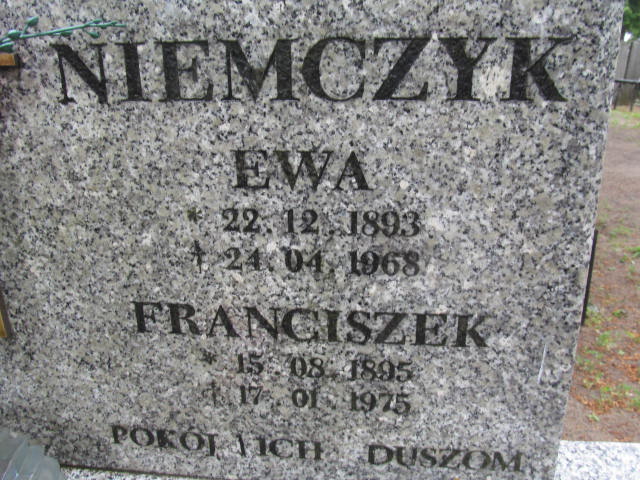 NIEMCZYK
EWA
* 22.12.1893
† 24.04.1968
FRANCISZEK
* 15.08.1895
† 17.01.1975
POKÓJ ICH DUSZOM